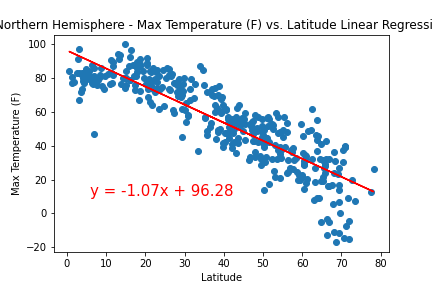 Northern Hemisphere - Max Temperature (F) vs. Latitude Linear Regressi
100
80
60
40
20
0
−20
Max Temperature (F)
y = -1.07x + 96.28
0 10 20 30 40 50 60 70 80
Latitude